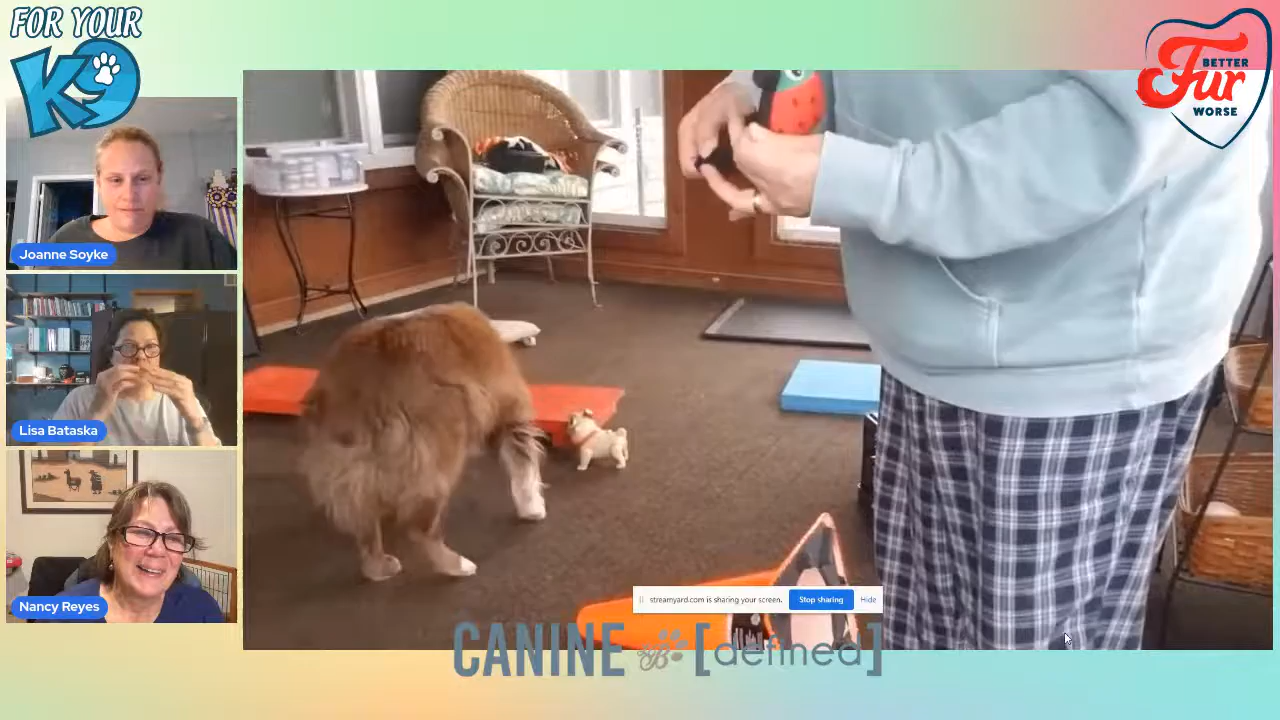 FOR YOUR
K9
BETTER
Fur
WORSE
Joanne Soyke
Lisa Bataska
Nancy Reyes
streamyard.com is sharing your screen.
Stop sharing
Hide
CANINE [defined]